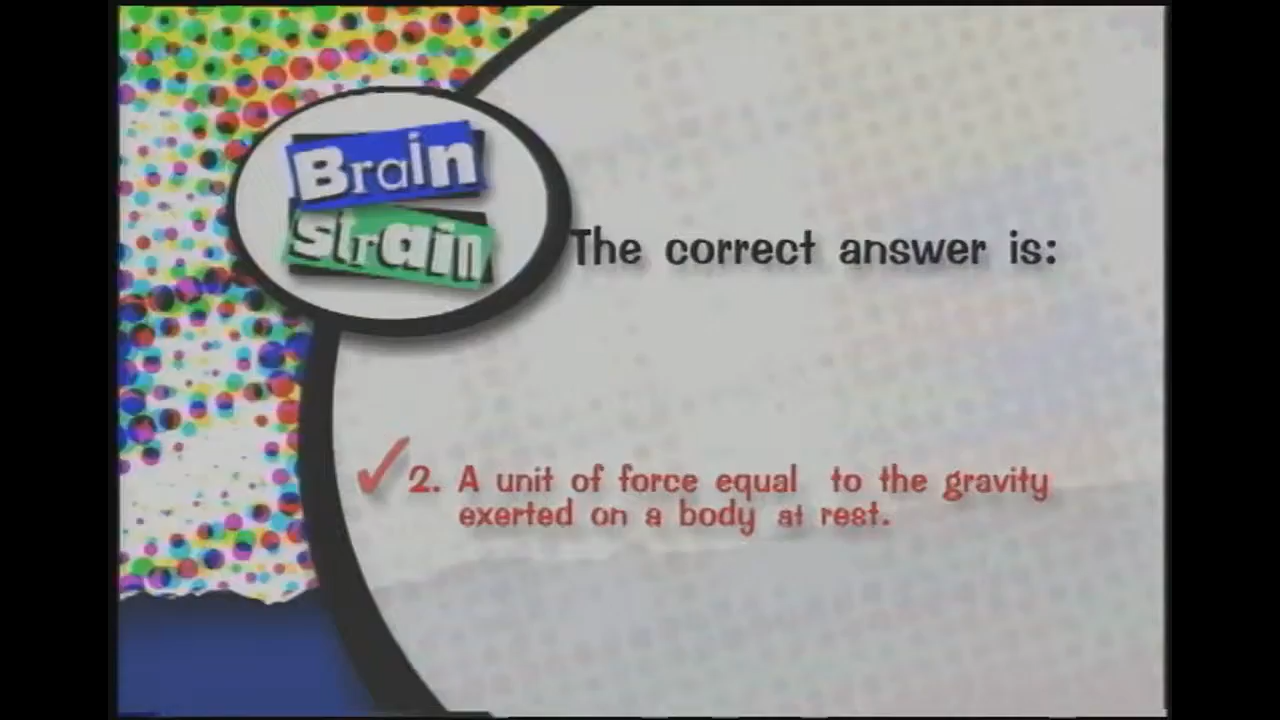 Brain
strain
The correct answer is:
2. A unit of force equal to the gravity
exerted on a body at rest.